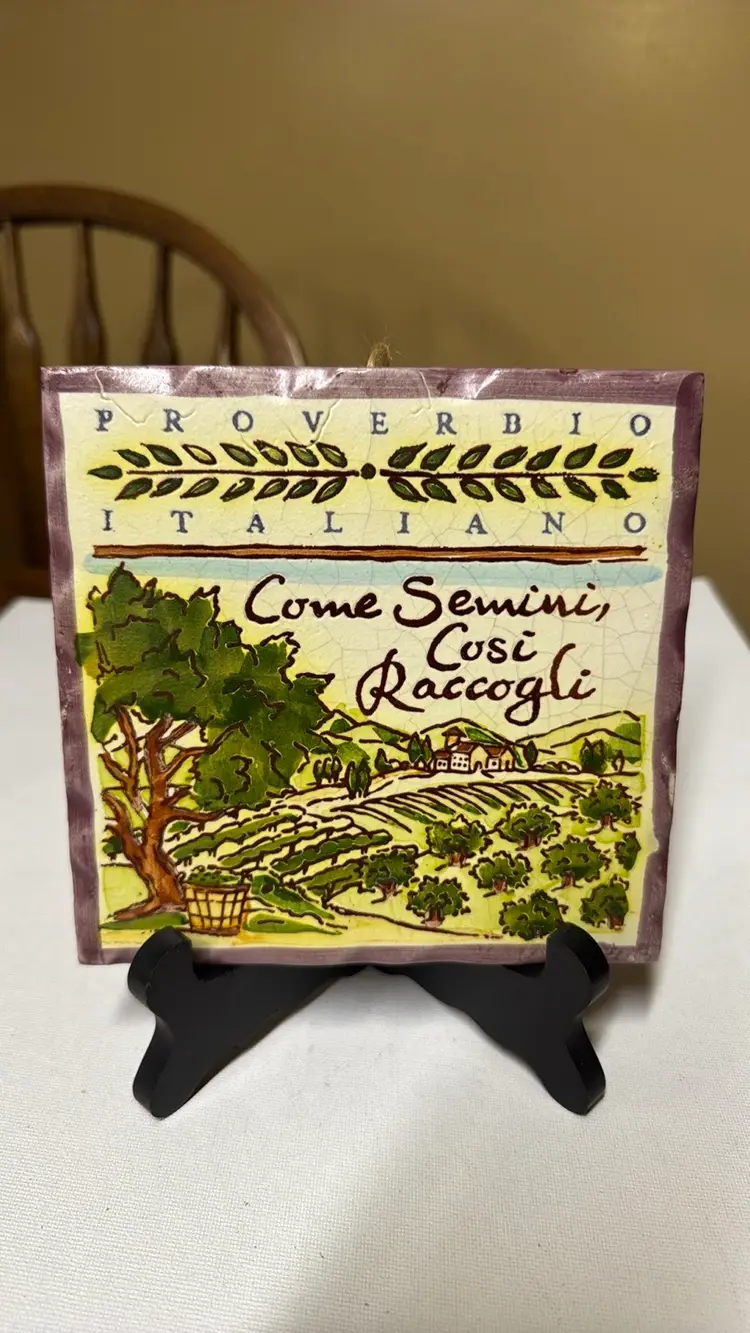 PROVERBIO
ITALIANO
Come Semini,
Cosi
Raccogli